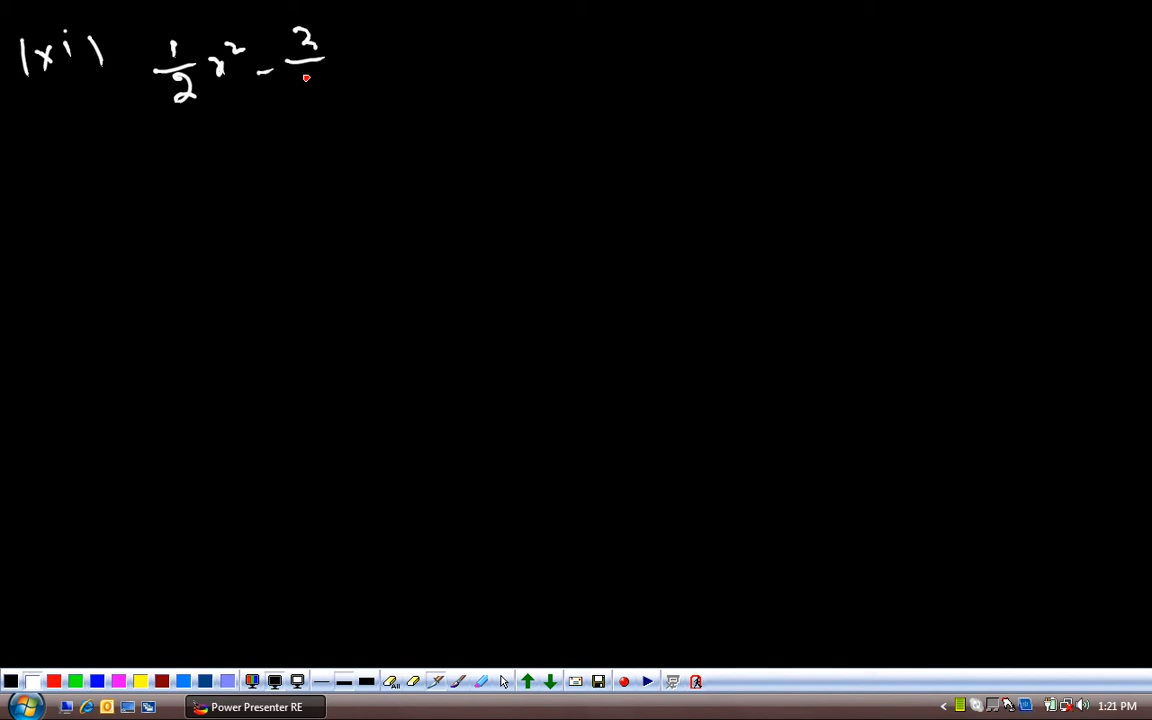 (xi) 1/2 x² - 3/
Power Presenter RE
1:21 PM